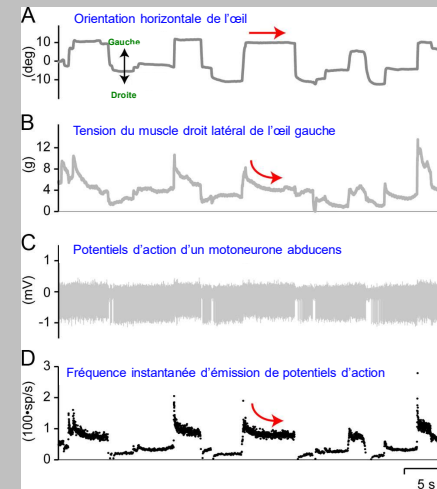 A
Orientation horizontale de l'œil
Gauche
Droite
10
0
-10
(deg)
B
Tension du muscle droit latéral de l'œil gauche
12
8
4
0
(g)
C
Potentiels d'action d'un motoneurone abducens
1
0
-1
(mV)
D
Fréquence instantanée d'émission de potentiels d'action
3
2
1
0
(100•sp/s)
5 s